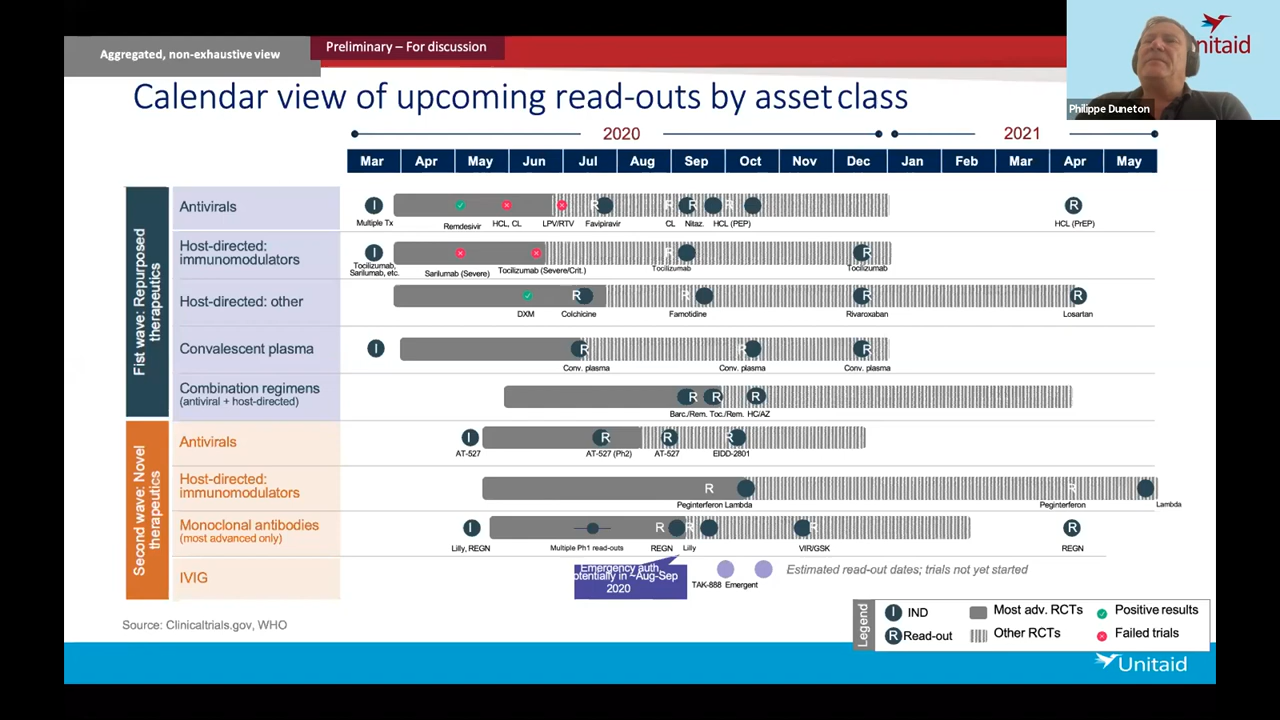 Aggregated, non-exhaustive view
Preliminary – For discussion
nitaid
Philippe Duneton
Calendar view of upcoming read-outs by asset class
2020
2021
Mar Apr May Jun Jul Aug Sep Oct Nov Dec Jan Feb Mar Apr May
Fist wave: Repurposed
therapeutics
Antivirals
I R R R R
Multiple Tx Remdesivir HCL, CL LPV/RTV Favipiravir CL Nitaz. HCL (PEP) HCL (PrEP)
Host-directed:
immunomodulators
I R R
Tocilizumab,
Sarilumab, etc.
Sarilumab (Severe) Tocilizumab (Severe/Crit.) Tocilizumab Tocilizumab
Host-directed: other
R R R R
DXM Colchicine Famotidine Rivaroxaban Losartan
Convalescent plasma
I R R R
Conv. plasma Conv. plasma Conv. plasma
Combination regimens
(antiviral + host-directed)
R R R
Barc./Rem. Toc./Rem. HC/AZ
Second wave: Novel
therapeutics
Antivirals
I R R R
AT-527 AT-527 (Ph2) AT-527 EIDD-2801
Host-directed:
immunomodulators
R R
Peginterferon Lambda Peginterferon Lambda
Monoclonal antibodies
(most advanced only)
I R R R R
Lilly, REGN Multiple Ph1 read-outs REGN Lilly VIR/GSK REGN
IVIG
Emergency auth.
potentially in ~Aug-Sep
2020
TAK-888 Emergent
Estimated read-out dates; trials not yet started
Source: Clinicaltrials.gov, WHO
Legend
I IND Most adv. RCTs Positive results
R Read-out Other RCTs Failed trials
Unitaid